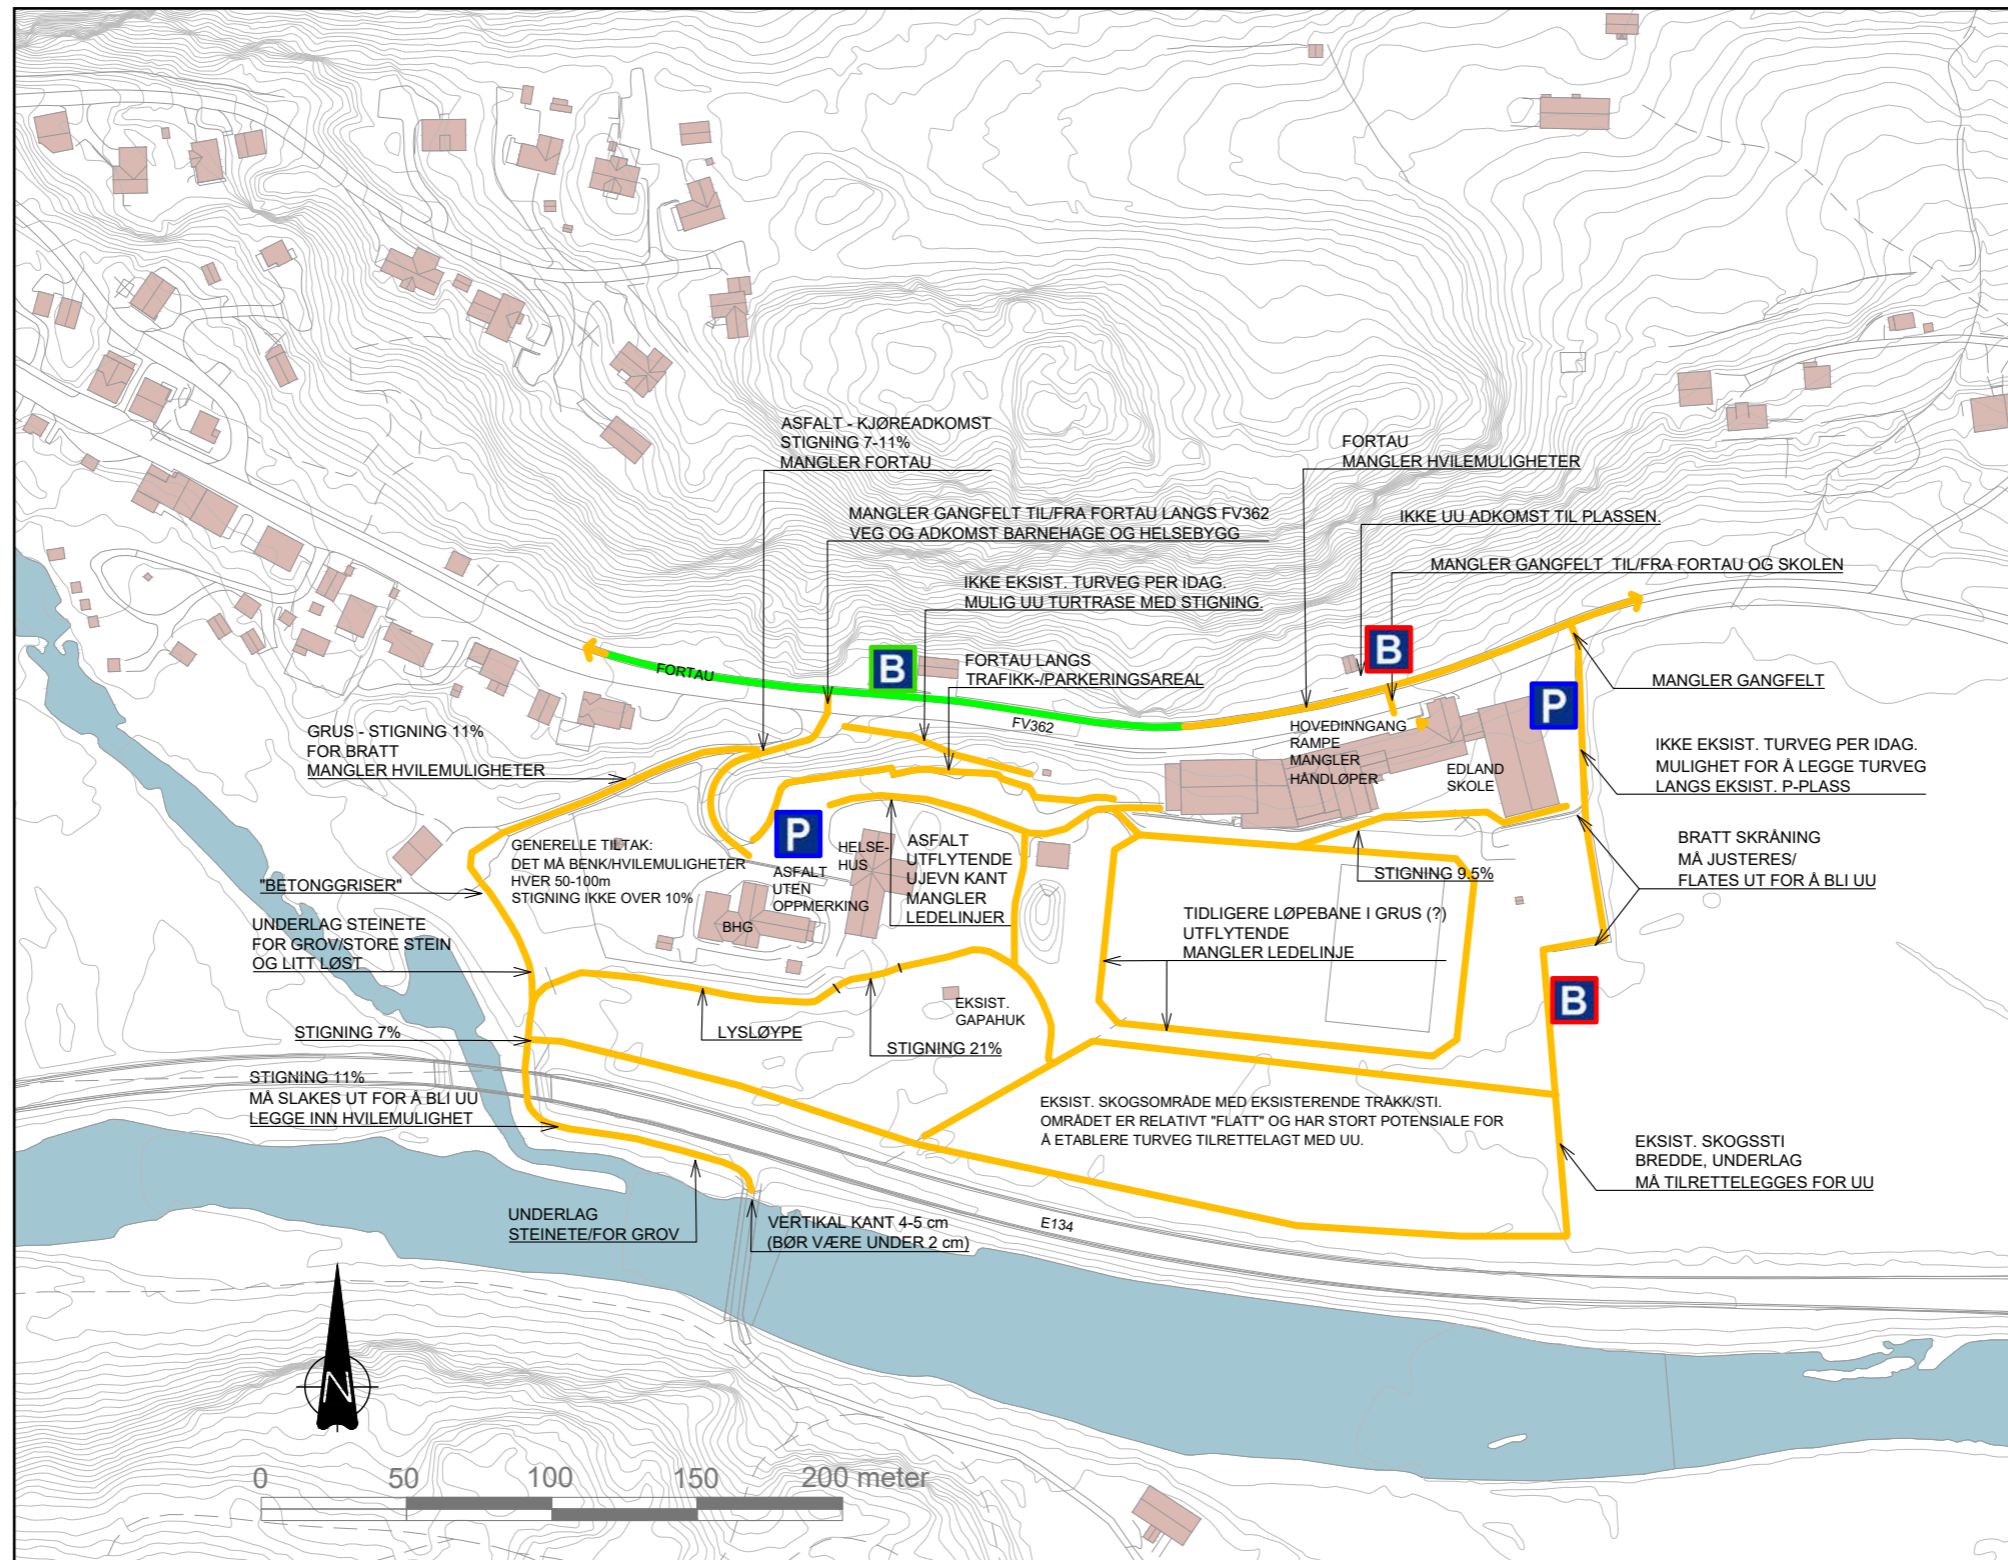 ASFALT - KJØREADKOMST
STIGNING 7-11%
MANGLER FORTAU
FORTAU
MANGLER HVILEMULIGHETER
MANGLER GANGFELT TIL/FRA FORTAU LANGS FV362
VEG OG ADKOMST BARNEHAGE OG HELSEBYGG
IKKE UU ADKOMST TIL PLASSEN.
MANGLER GANGFELT TIL/FRA FORTAU OG SKOLEN
IKKE EKSIST. TURVEG PER IDAG.
MULIG UU TURTRASE MED STIGNING.
FORTAU
B
FORTAU LANGS
TRAFIKK-/PARKERINGSAREAL
B
MANGLER GANGFELT
P
FV362
GRUS - STIGNING 11%
FOR BRATT
MANGLER HVILEMULIGHETER
HOVEDINNGANG
RAMPE
MANGLER
HÅNDLØPER
EDLAND
SKOLE
IKKE EKSIST. TURVEG PER IDAG.
MULIGHET FOR Å LEGGE TURVEG
LANGS EKSIST. P-PLASS
P
GENERELLE TILTAK:
DET MÅ BENK/HVILEMULIGHETER
HVER 50-100m
STIGNING IKKE OVER 10%
HELSE-
HUS
ASFALT
UTEN
OPPMERKING
ASFALT
UTFLYTENDE
UJEVN KANT
MANGLER
LEDELINJER
BHG
STIGNING 9.5%
BRATT SKRÅNING
MÅ JUSTERES/
FLATES UT FOR Å BLI UU
"BETONGGRISER"
UNDERLAG STEINETE
FOR GROV/STORE STEIN
OG LITT LØST
TIDLIGERE LØPEBANE I GRUS (?)
UTFLYTENDE
MANGLER LEDELINJE
B
EKSIST.
GAPAHUK
STIGNING 7%
LYSLØYPE
STIGNING 21%
STIGNING 11%
MÅ SLAKES UT FOR Å BLI UU
LEGGE INN HVILEMULIGHET
EKSIST. SKOGSOMRÅDE MED EKSISTERENDE TRÅKK/STI.
OMRÅDET ER RELATIVT "FLATT" OG HAR STORT POTENSIALE FOR
Å ETABLERE TURVEG TILRETTELAGT MED UU.
EKSIST. SKOGSSTI
BREDDE, UNDERLAG
MÅ TILRETTELEGGES FOR UU
UNDERLAG
STEINETE/FOR GROV
VERTIKAL KANT 4-5 cm
(BØR VÆRE UNDER 2 cm)
E134
N
0 50 100 150 200 meter